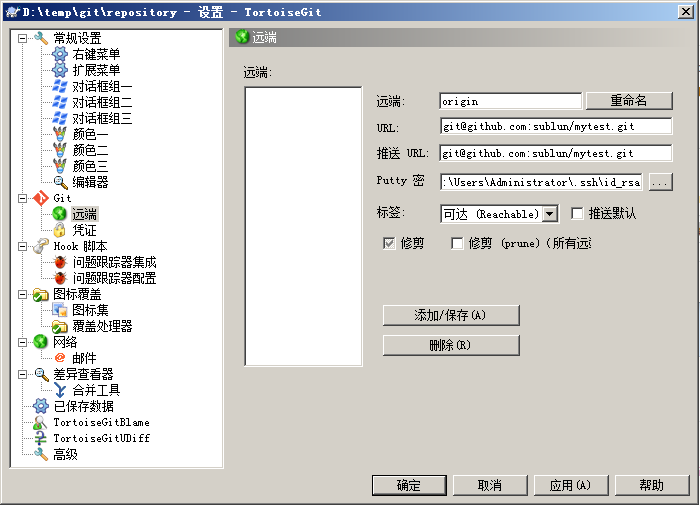 D:\temp\git\repository - 设置 - TortoiseGit
常规设置
右键菜单
扩展菜单
对话框组一
对话框组二
对话框组三
颜色一
颜色二
颜色三
编辑器
Git
远端
凭证
Hook 脚本
问题跟踪器集成
问题跟踪器配置
图标覆盖
图标集
覆盖处理器
网络
邮件
差异查看器
合并工具
已保存数据
TortoiseGitBlame
TortoiseGitUDiff
高级
远端
远端:
远端: origin 重命名
URL: git@github.com:sublun/mytest.git
推送 URL: git@github.com:sublun/mytest.git
Putty 密 :\Users\Administrator\.ssh\id_rsa ...
标签: 可达 (Reachable) 推送默认
修剪 修剪 (prune)(所有远
添加/保存(A)
删除(R)
确定 取消 应用(A) 帮助